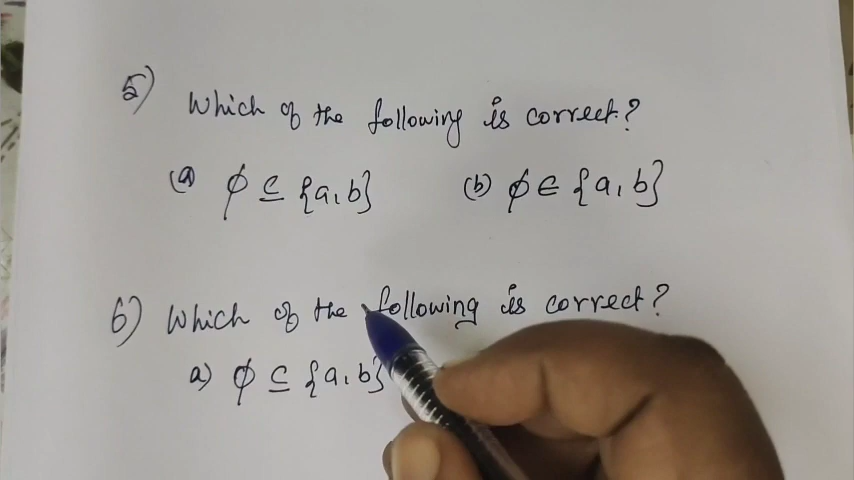 5) Which of the following is correct?
(a) ϕ ⊆ {a, b} (b) ϕ ∈ {a, b}
6) Which of the following is correct?
a) ϕ ⊆ {a, b}